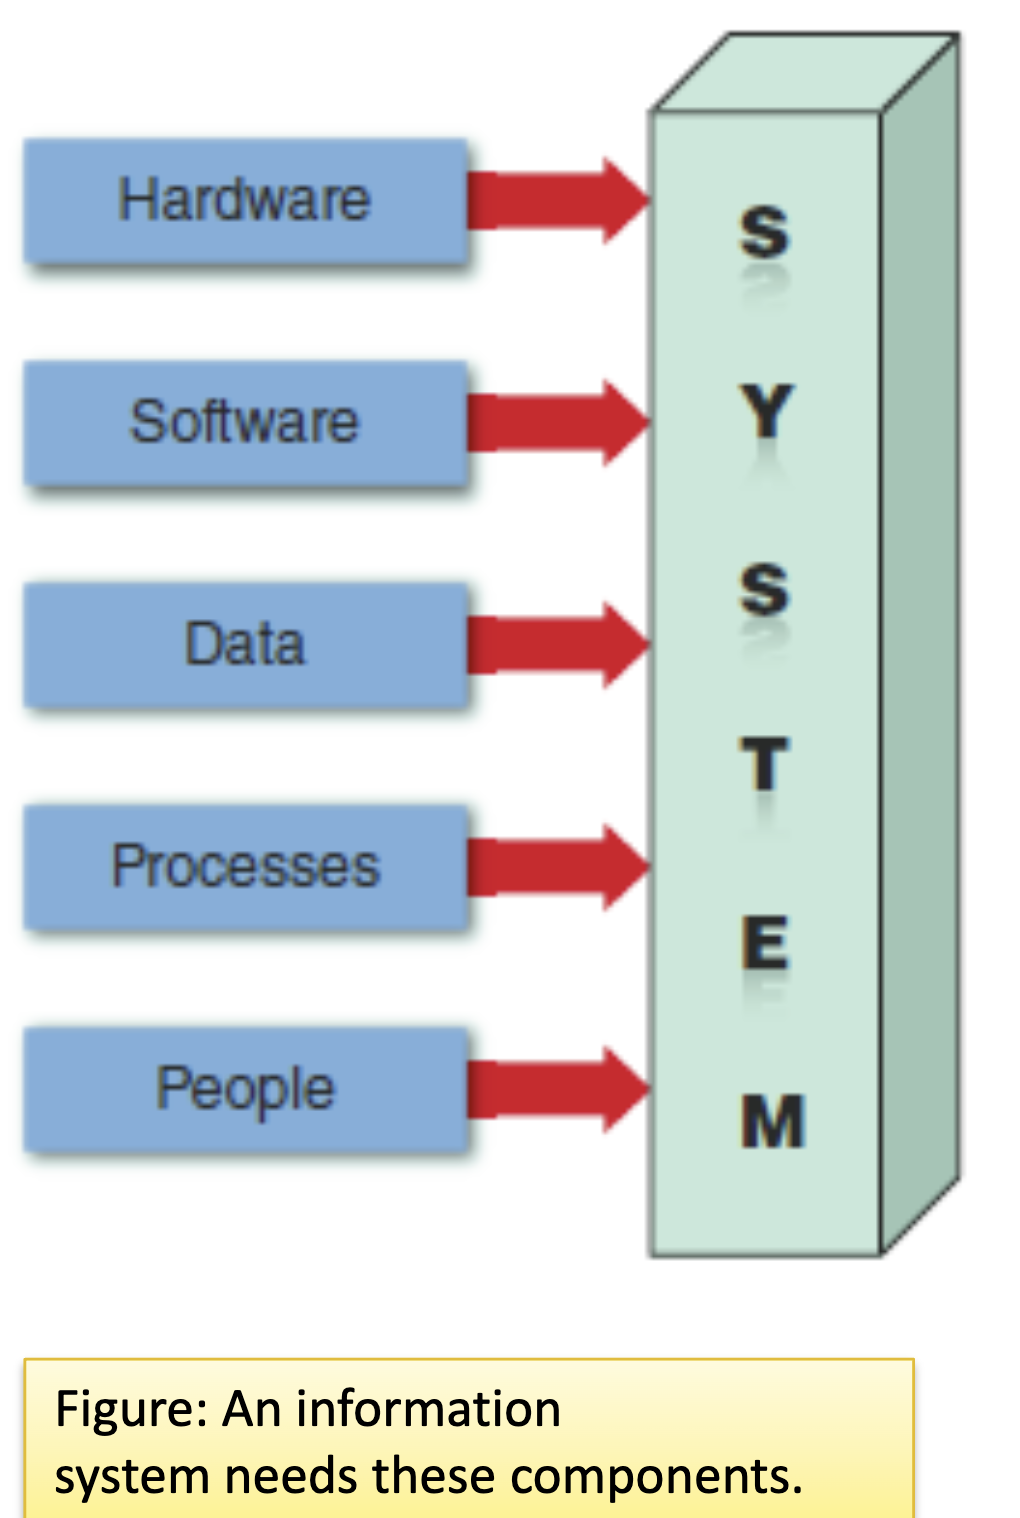 Hardware
Software
Data
Processes
People
S
Y
S
T
E
M
Figure: An information
system needs these components.